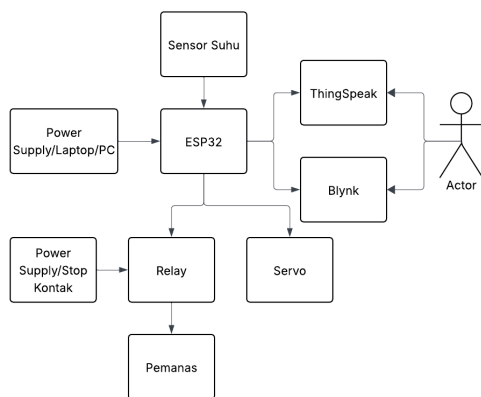 Sensor Suhu
ThingSpeak
Power
Supply/Laptop/PC
ESP32
Blynk
Actor
Power
Supply/Stop
Kontak
Relay
Servo
Pemanas